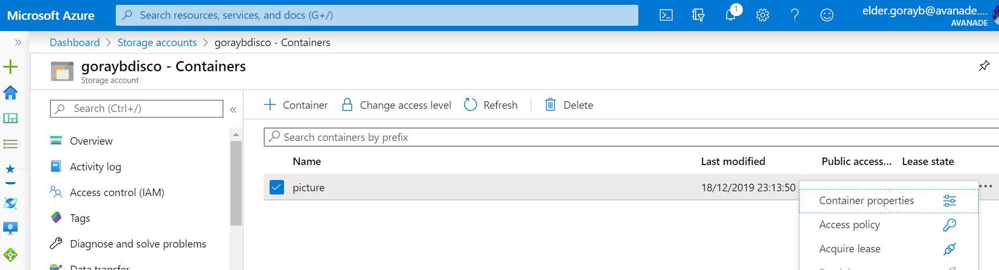 Microsoft Azure
Search resources, services, and docs (G+/)
1
elder.gorayb@avanade....
AVANADE
Dashboard > Storage accounts > goraybdisco - Containers
goraybdisco - Containers
Storage account
Search (Ctrl+/)
Container
Change access level
Refresh
Delete
Overview
Activity log
Access control (IAM)
Tags
Diagnose and solve problems
Data transfer
Search containers by prefix
Name Last modified Public access... Lease state
picture 18/12/2019 23:13:50
Container properties
Access policy
Acquire lease